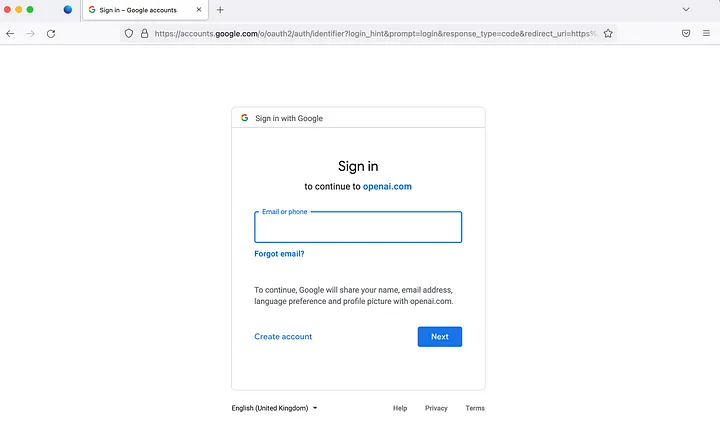 Sign in – Google accounts
https://accounts.google.com/o/oauth2/auth/identifier?login_hint&prompt=login&response_type=code&redirect_uri=https%
Sign in with Google
Sign in
to continue to openai.com
Email or phone
Forgot email?
To continue, Google will share your name, email address,
language preference and profile picture with openai.com.
Create account
Next
English (United Kingdom)
Help
Privacy
Terms